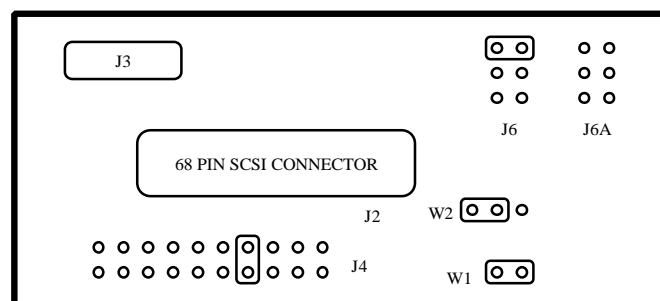 J3
J6
J6A
68 PIN SCSI CONNECTOR
J2
W2
J4
W1